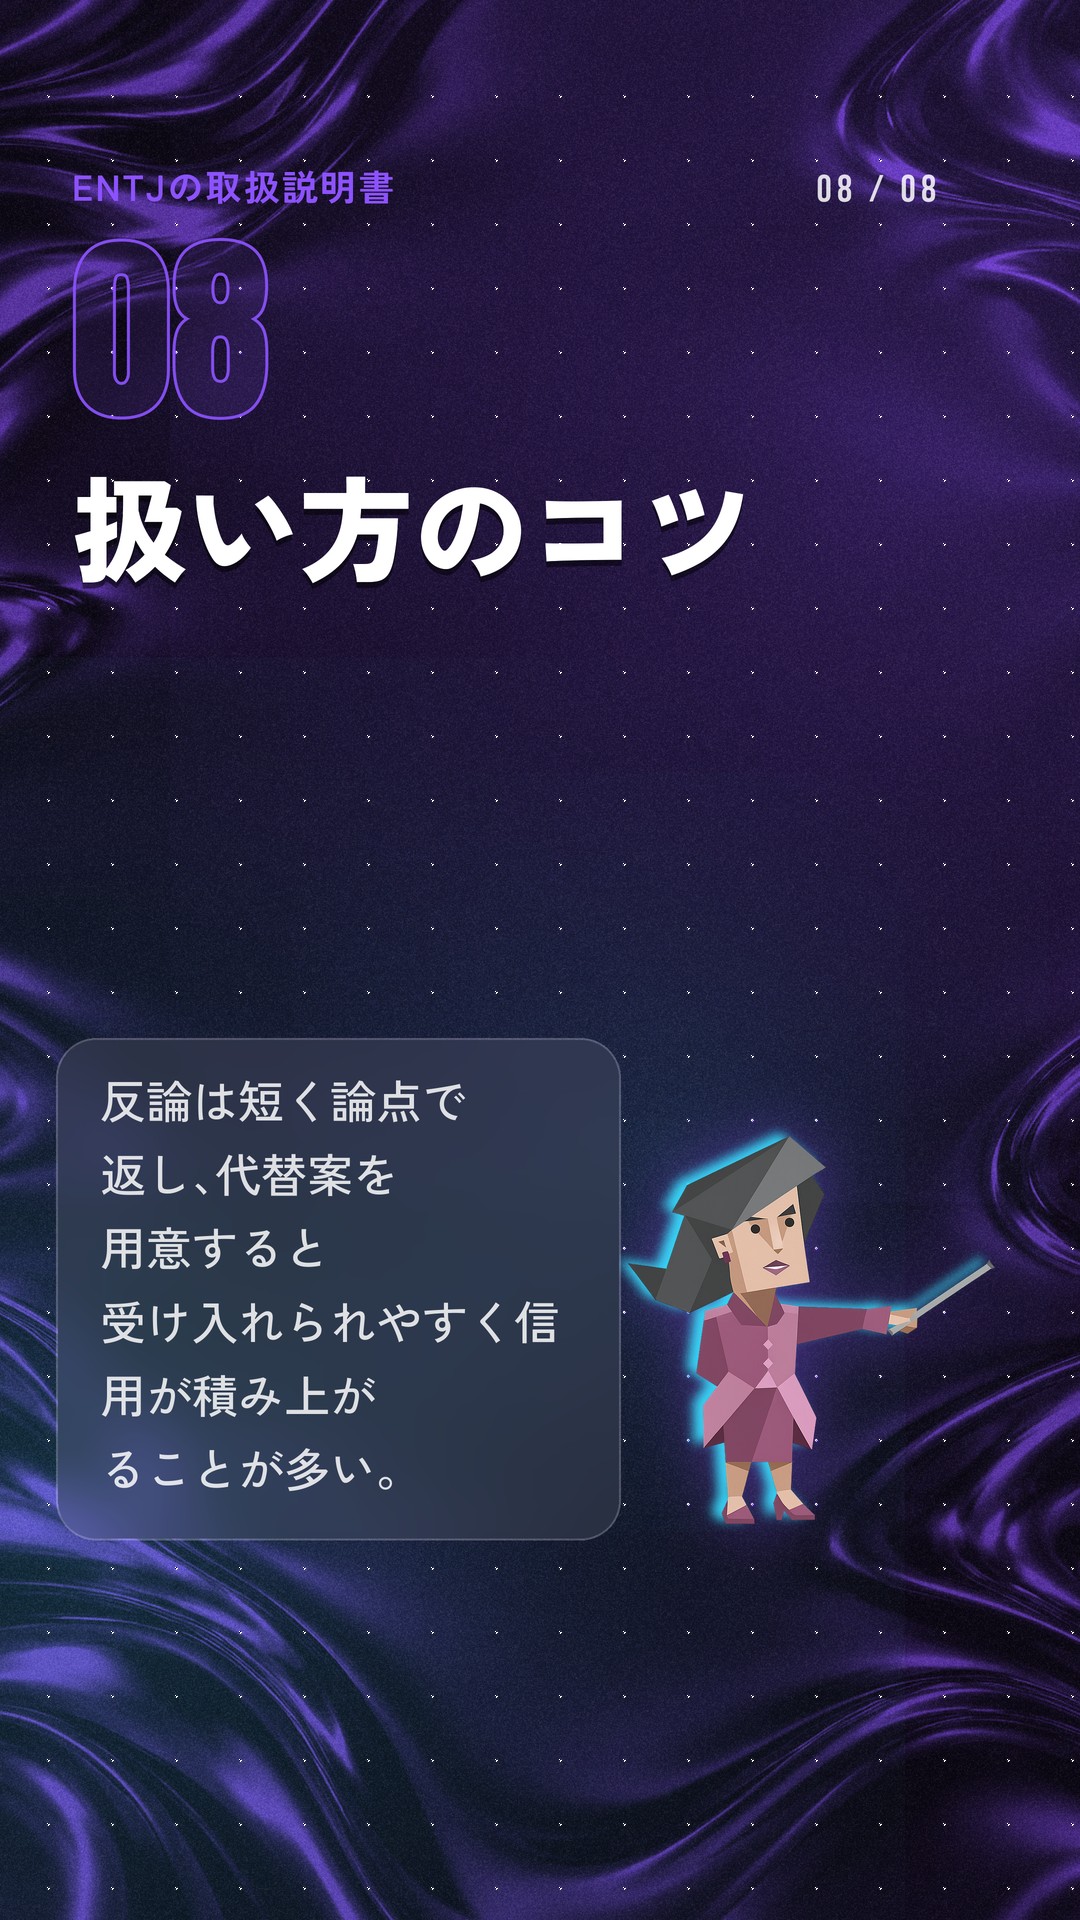 ENTJの取扱説明書
08 / 08
08
扱い方のコツ
反論は短く論点で
返し、代替案を
用意すると
受け入れられやすく信
用が積み上が
ることが多い。